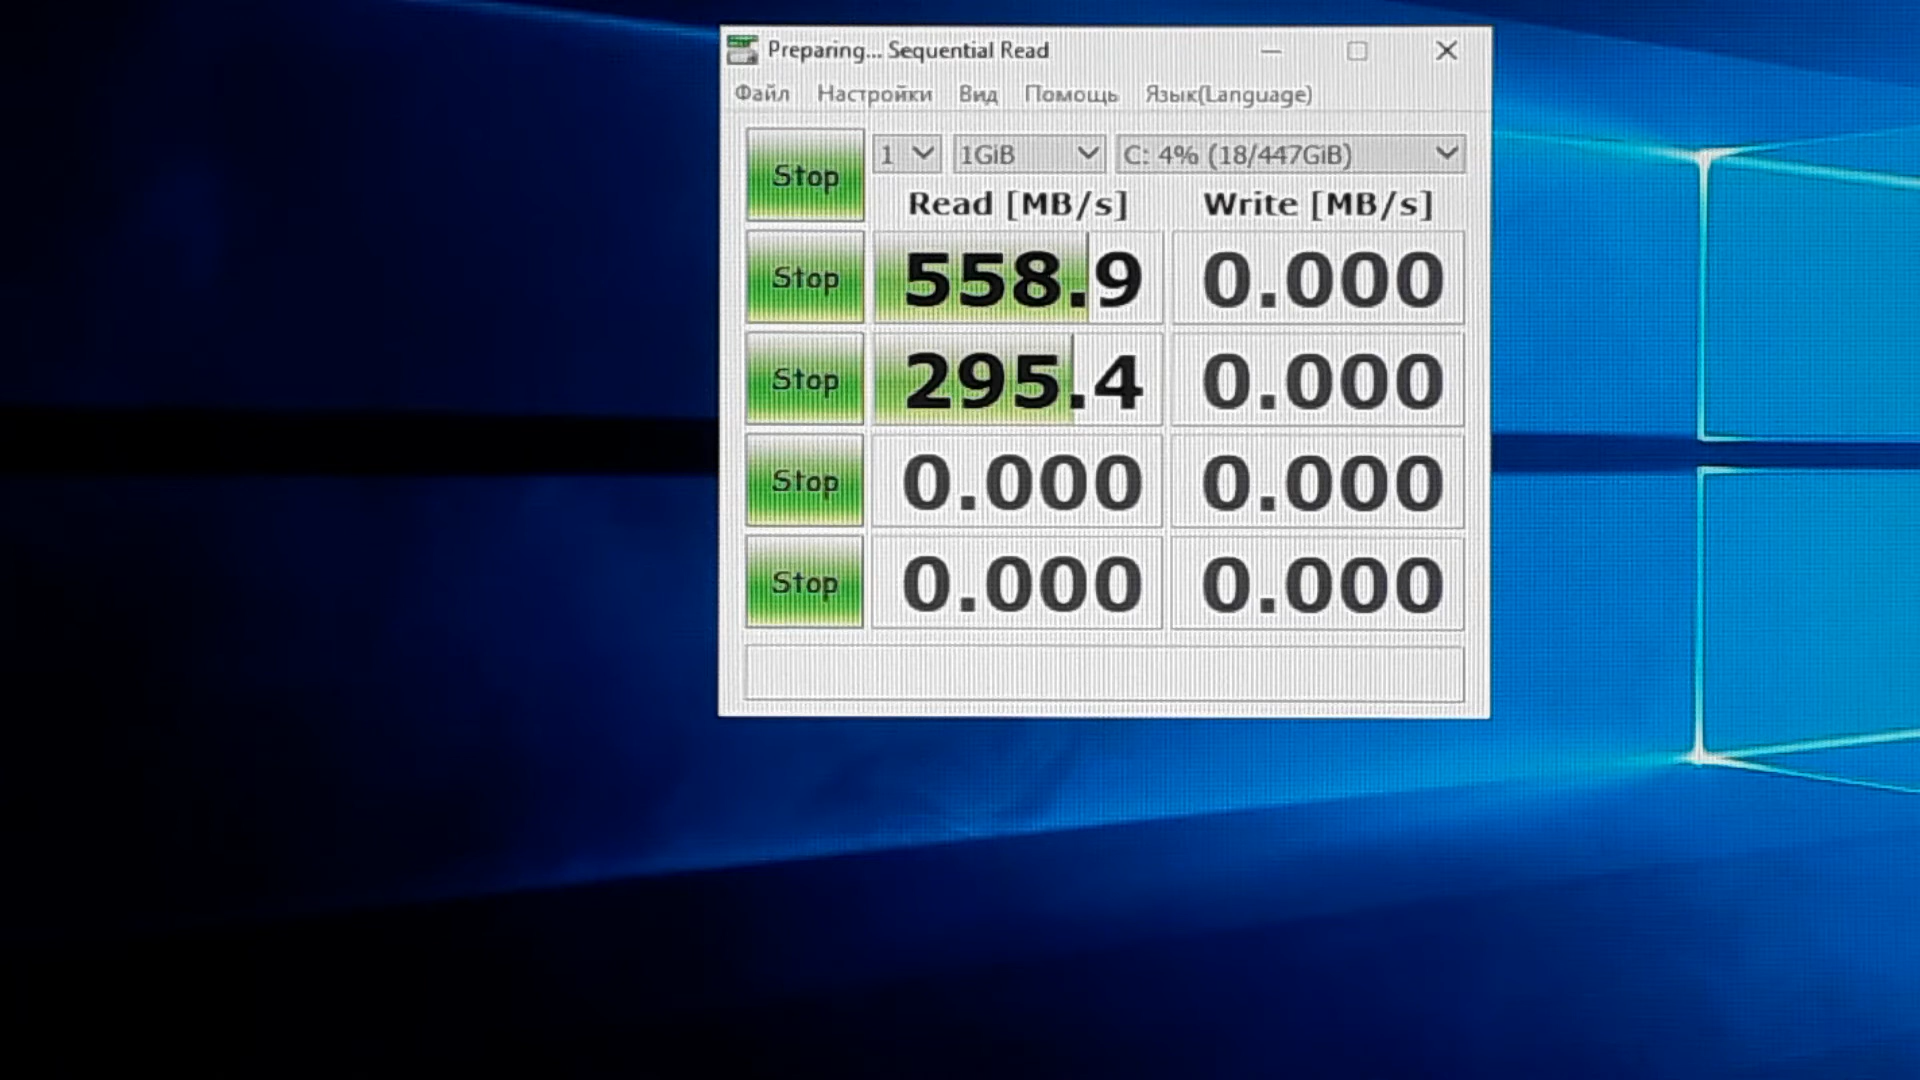 Preparing... Sequential Read
Файл Настройки Вид Помощь Язык(Language)
Stop 1 1GiB C: 4% (18/447GiB)
Read [MB/s] Write [MB/s]
Stop 558.9 0.000
Stop 295.4 0.000
Stop 0.000 0.000
Stop 0.000 0.000